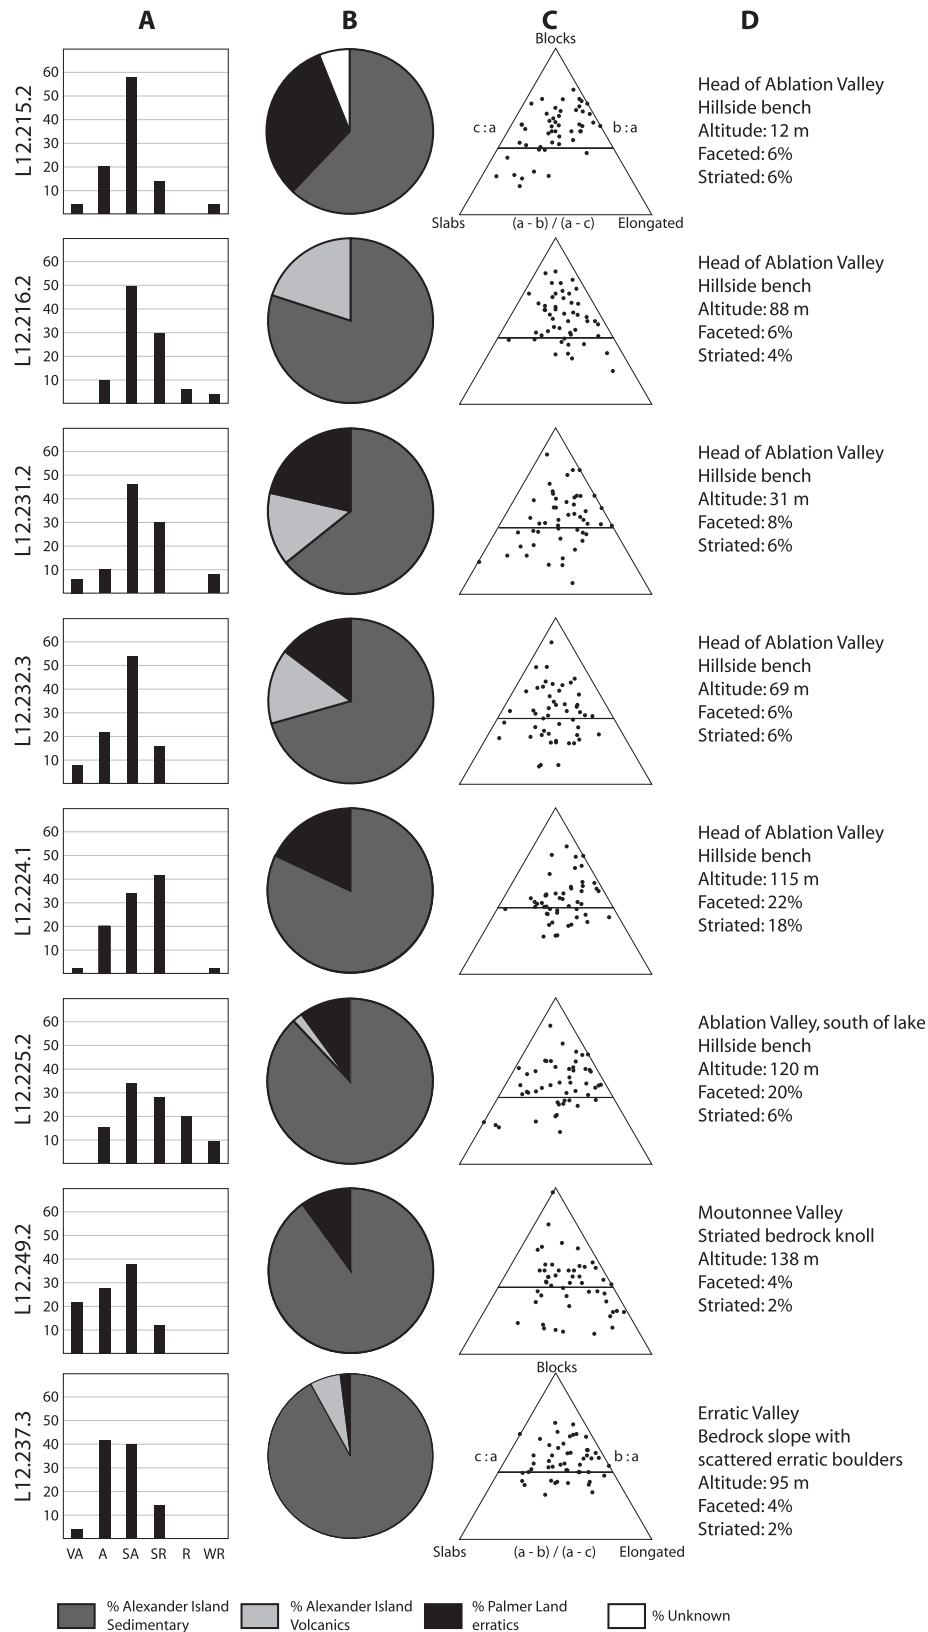 A B C D
L12.215.2
60
50
40
30
20
10
Blocks
c : a
b : a
Slabs (a - b) / (a - c) Elongated
Head of Ablation Valley
Hillside bench
Altitude: 12 m
Faceted: 6%
Striated: 6%
L12.216.2
60
50
40
30
20
10
Head of Ablation Valley
Hillside bench
Altitude: 88 m
Faceted: 6%
Striated: 4%
L12.231.2
60
50
40
30
20
10
Head of Ablation Valley
Hillside bench
Altitude: 31 m
Faceted: 8%
Striated: 6%
L12.232.3
60
50
40
30
20
10
Head of Ablation Valley
Hillside bench
Altitude: 69 m
Faceted: 6%
Striated: 6%
L12.224.1
60
50
40
30
20
10
Head of Ablation Valley
Hillside bench
Altitude: 115 m
Faceted: 22%
Striated: 18%
L12.225.2
60
50
40
30
20
10
Ablation Valley, south of lake
Hillside bench
Altitude: 120 m
Faceted: 20%
Striated: 6%
L12.249.2
60
50
40
30
20
10
Moutonnee Valley
Striated bedrock knoll
Altitude: 138 m
Faceted: 4%
Striated: 2%
L12.237.3
60
50
40
30
20
10
VA A SA SR R WR
Blocks
c : a
b : a
Slabs (a - b) / (a - c) Elongated
Erratic Valley
Bedrock slope with
scattered erratic boulders
Altitude: 95 m
Faceted: 4%
Striated: 2%
% Alexander Island
Sedimentary
% Alexander Island
Volcanics
% Palmer Land
erratics
% Unknown